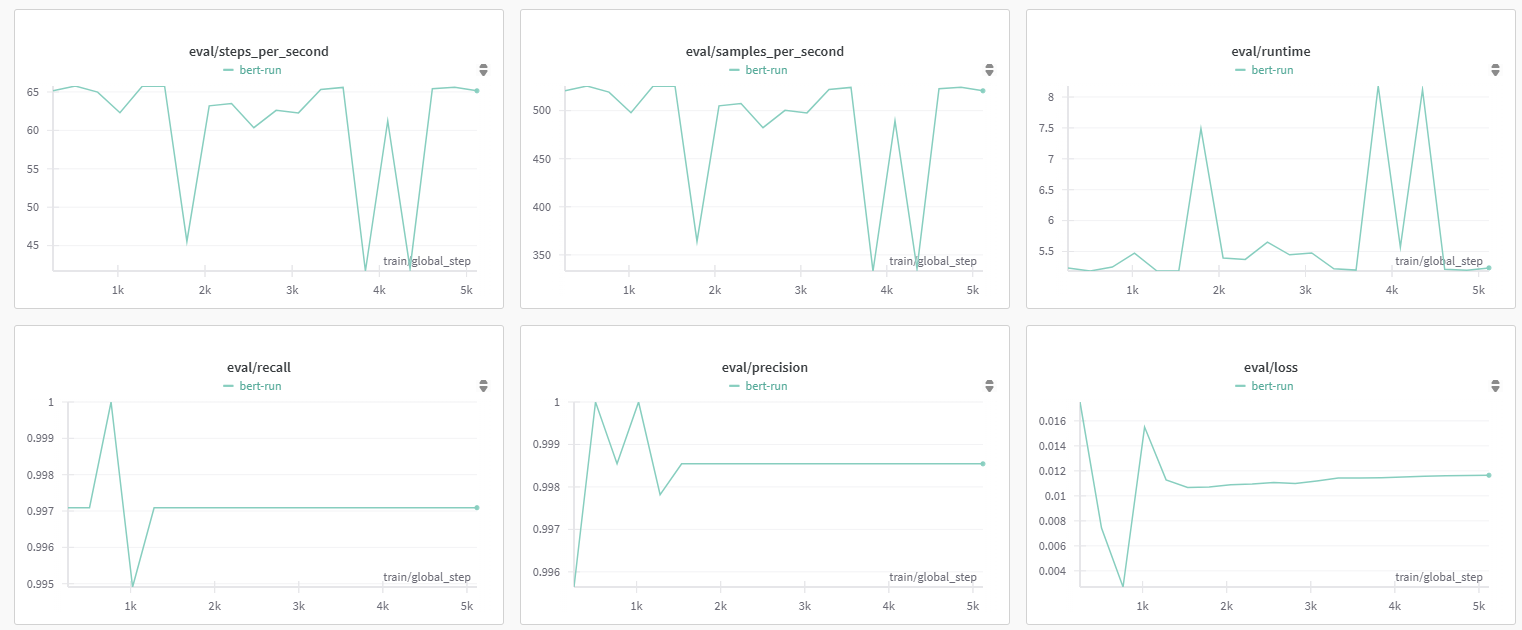 eval/steps_per_second
bert-run
65
60
55
50
45
train/global_step
1k 2k 3k 4k 5k
eval/samples_per_second
bert-run
500
450
400
350
train/global_step
1k 2k 3k 4k 5k
eval/runtime
bert-run
8
7.5
7
6.5
6
5.5
train/global_step
1k 2k 3k 4k 5k
eval/recall
bert-run
1
0.999
0.998
0.997
0.996
0.995
train/global_step
1k 2k 3k 4k 5k
eval/precision
bert-run
1
0.999
0.998
0.997
0.996
train/global_step
1k 2k 3k 4k 5k
eval/loss
bert-run
0.016
0.014
0.012
0.01
0.008
0.006
0.004
train/global_step
1k 2k 3k 4k 5k